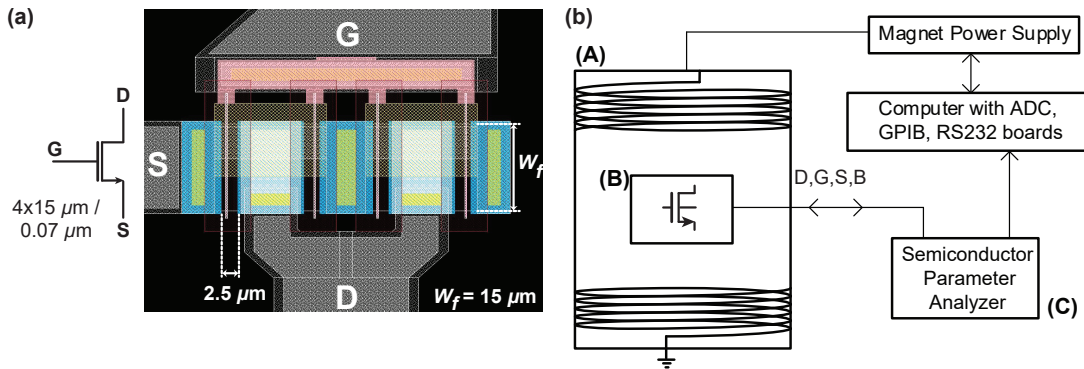 (a)
G
D
G
S
4x15 µm /
0.07 µm
S
W_f
2.5 µm
D
W_f = 15 µm
(b)
(A)
Magnet Power Supply
Computer with ADC,
GPIB, RS232 boards
(B)
D,G,S,B
Semiconductor
Parameter
Analyzer
(C)